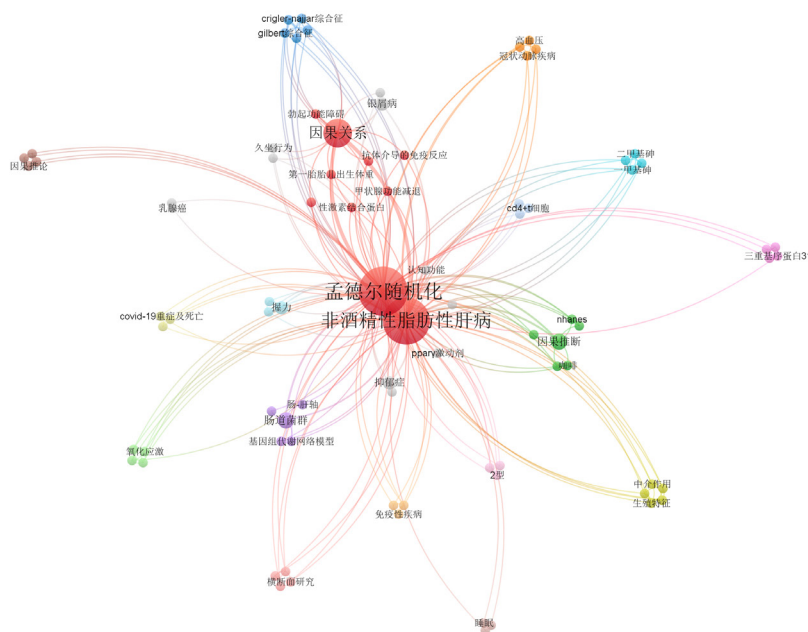 crigler-najjar综合征
gilbert综合征
高血压
冠状动脉疾病
银屑病
勃起功能障碍
因果关系
久坐行为
抗体介导的免疫反应
因果推论
第一胎胎儿出生体重
甲状腺功能减退
二甲基砷
一甲基砷
乳腺癌
性激素结合蛋白
cd4+t细胞
三重基序蛋白31
认知功能
孟德尔随机化
非酒精性脂肪性肝病
握力
covid-19重症及死亡
nhanes
因果推断
pparγ激动剂
咖啡
抑郁症
肠-肝轴
肠道菌群
基因组代谢网络模型
氧化应激
2型
中介作用
生殖特征
免疫性疾病
横断面研究
睡眠